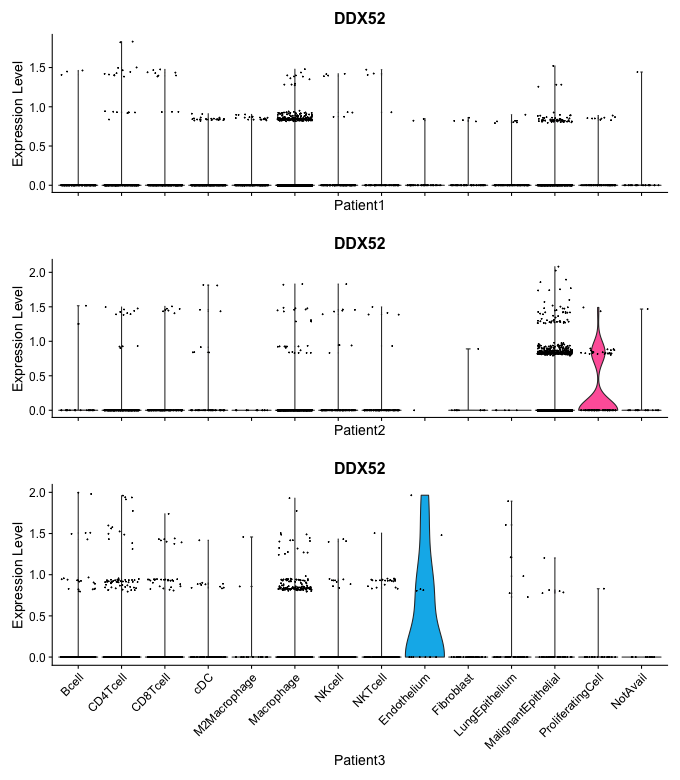 DDX52
Expression Level
1.5
1.0
0.5
0.0
Patient1
DDX52
Expression Level
2.0
1.5
1.0
0.5
0.0
Patient2
DDX52
Expression Level
2.0
1.5
1.0
0.5
0.0
Bcell
CD4Tcell
CD8Tcell
cDC
M2Macrophage
Macrophage
NKcell
NKTcell
Endothelium
Fibroblast
LungEpithelium
MalignantEpithelial
ProliferatingCell
NotAvail
Patient3